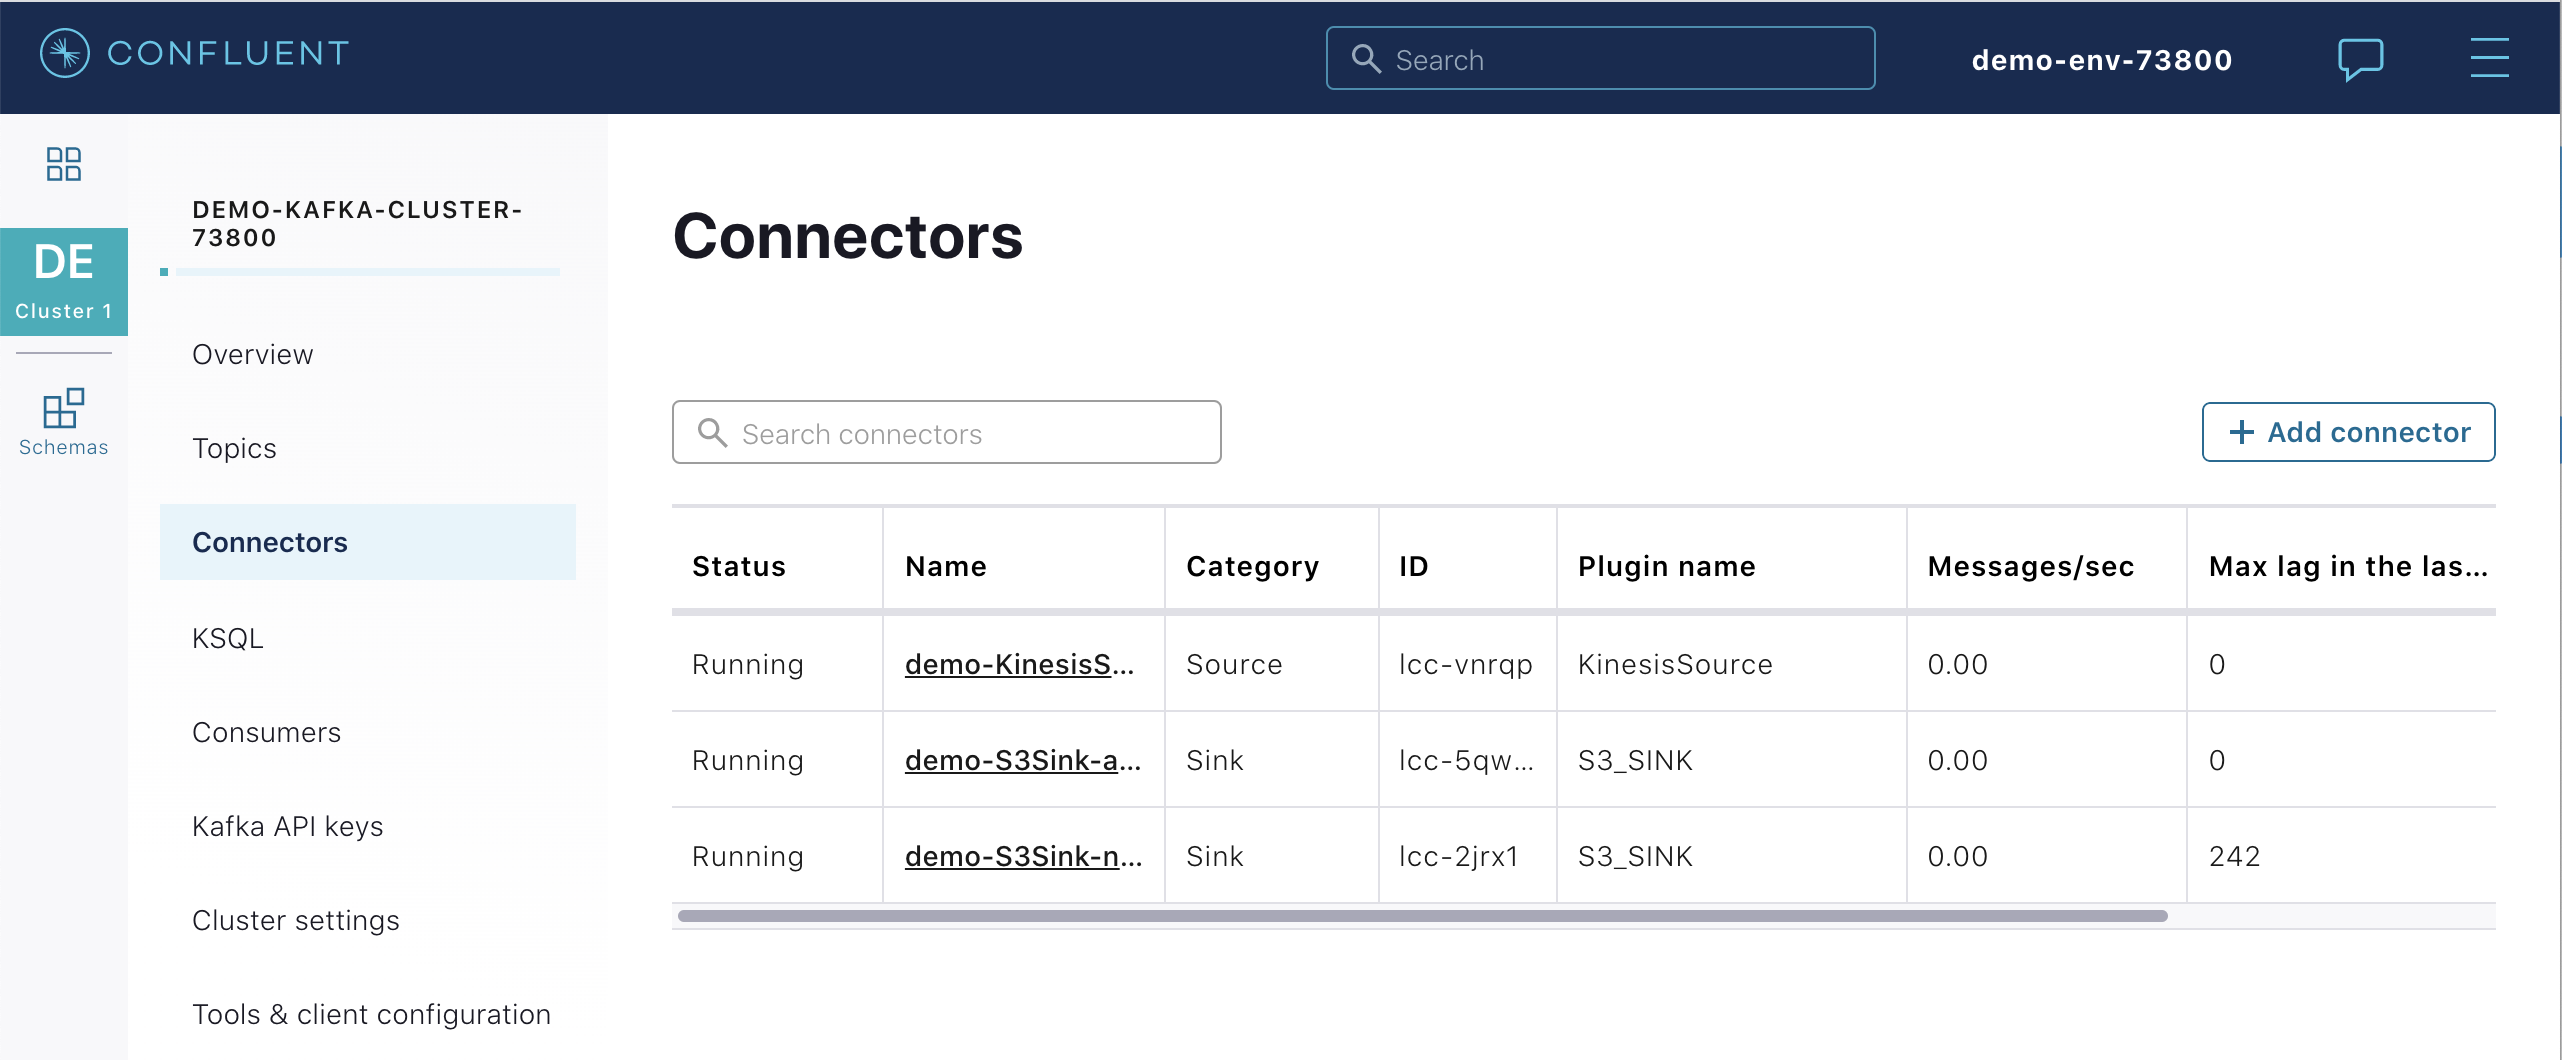 CONFLUENT
Search
demo-env-73800
DE
Cluster 1
Schemas
DEMO-KAFKA-CLUSTER-
73800
Overview
Topics
Connectors
KSQL
Consumers
Kafka API keys
Cluster settings
Tools & client configuration
Connectors
Search connectors
+ Add connector
Status Name Category ID Plugin name Messages/sec Max lag in the las...
Running demo-KinesisS... Source lcc-vnrqp KinesisSource 0.00 0
Running demo-S3Sink-a... Sink lcc-5qw... S3_SINK 0.00 0
Running demo-S3Sink-n... Sink lcc-2jrx1 S3_SINK 0.00 242